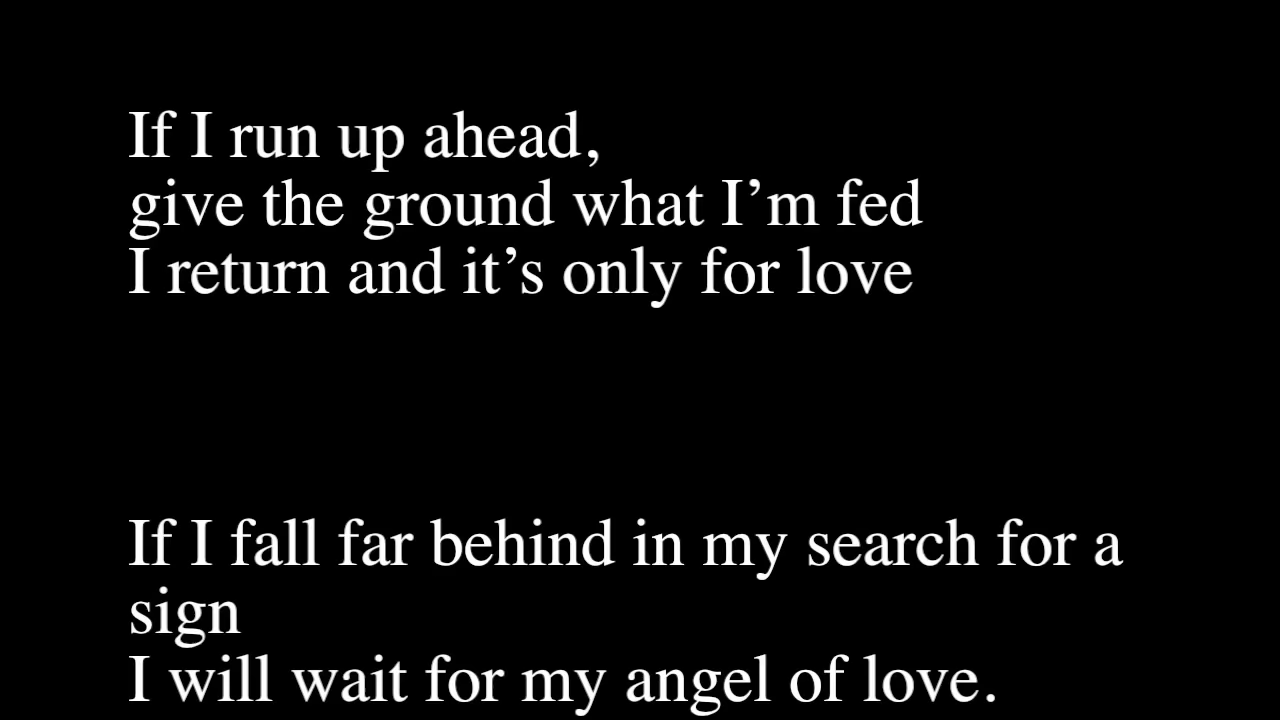 If I run up ahead,
give the ground what I’m fed
I return and it’s only for love
If I fall far behind in my search for a
sign
I will wait for my angel of love.